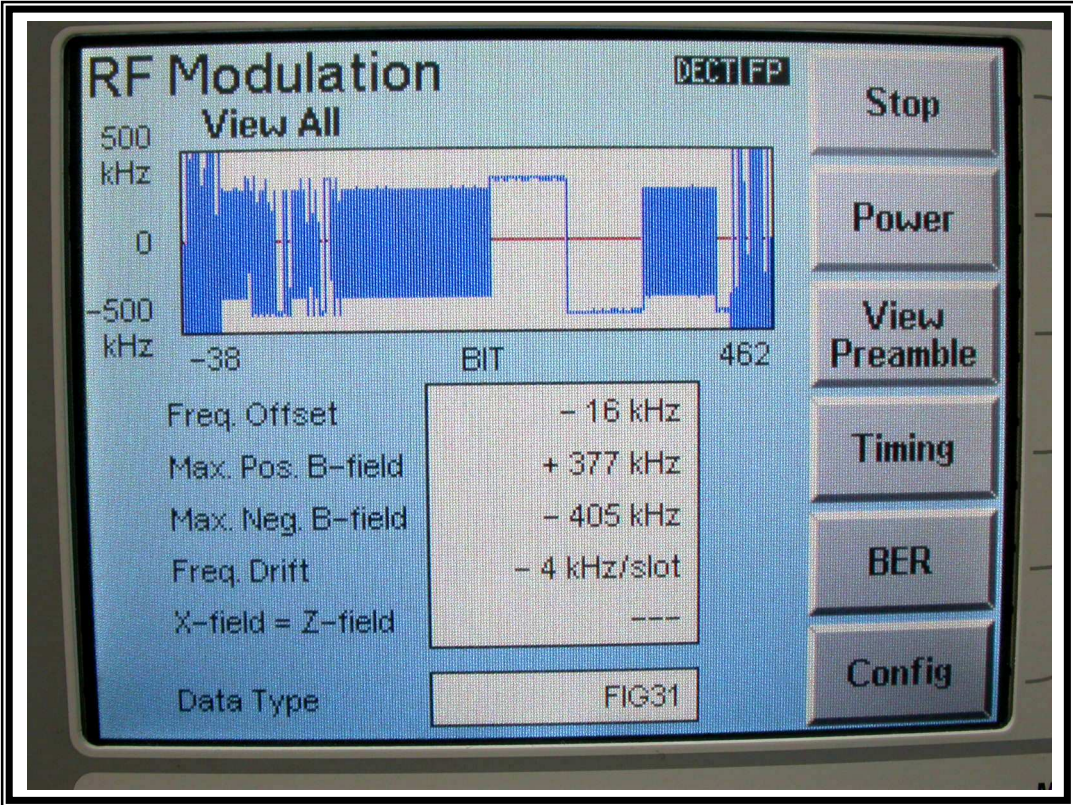 RF Modulation DECT FP
View All
500
kHz
0
-500
kHz
-38 BIT 462
Freq. Offset - 16 kHz
Max. Pos. B-field + 377 kHz
Max. Neg. B-field - 405 kHz
Freq. Drift - 4 kHz/slot
X-field = Z-field ---
Data Type FIG31
Stop
Power
View
Preamble
Timing
BER
Config